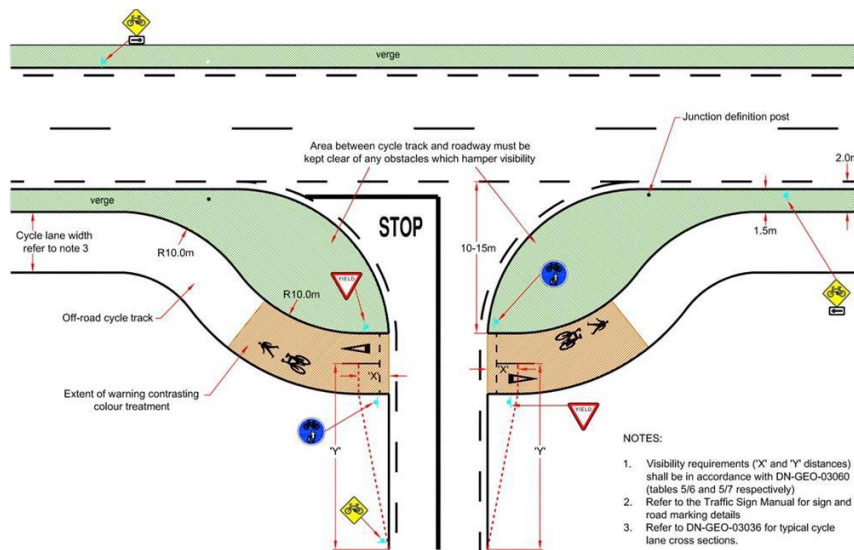 verge
Junction definition post
Area between cycle track and roadway must be
kept clear of any obstacles which hamper visibility
2.0m
verge
STOP
1.5m
Cycle lane width
refer to note 3
R10.0m
10-15m
YIELD
R10.0m
Off-road cycle track
'X'
'X'
Extent of warning contrasting
colour treatment
YIELD
'Y'
'Y'
NOTES:
1. Visibility requirements ('X' and 'Y' distances)
shall be in accordance with DN-GEO-03060
(tables 5/6 and 5/7 respectively)
2. Refer to the Traffic Sign Manual for sign and
road marking details
3. Refer to DN-GEO-03036 for typical cycle
lane cross sections.